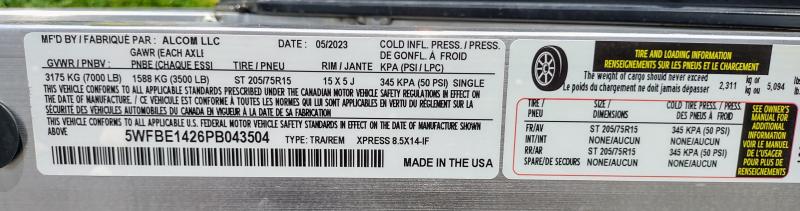 MF'D BY / FABRIQUÉ PAR : ALCOM LLC DATE : 05/2023 COLD INFL. PRESS. / PRESS.
GAWR (EACH AXLE) DE GONFL. À FROID
GVWR / PNBV: PNBE (CHACQUE ESSIEU) TIRE / PNEU RIM / JANTE KPA (PSI / LPC)
3175 KG (7000 LB) 1588 KG (3500 LB) ST 205/75R15 15 X 5 J 345 KPA (50 PSI) SINGLE
THIS VEHICLE CONFORMS TO ALL APPLICABLE STANDARDS PRESCRIBED UNDER THE CANADIAN MOTOR VEHICLE SAFETY REGULATIONS IN EFFECT
ON THE DATE OF MANUFACTURE. / CE VÉHICULE EST CONFORME À TOUTES LES NORMES QUI LUI SONT APPLICABLES EN VERTU DU RÈGLEMENT SUR LA
SÉCURITÉ DES VÉHICULES AUTOMOBILES DU CANADA EN VIGUEUR À LA DATE DE SA FABRICATION.
THIS VEHICLE CONFORMS TO ALL APPLICABLE U.S. FEDERAL MOTOR VEHICLE SAFETY STANDARDS IN EFFECT ON THE DATE OF MANUFACTURE SHOWN
ABOVE
5WFBE1426PB043504 TYPE: TRA/REM XPRESS 8.5X14-IF
MADE IN THE USA
TIRE AND LOADING INFORMATION
RENSEIGNEMENTS SUR LES PNEUS ET LE CHARGEMENT
The weight of cargo should never exceed
Le poids du chargement ne doit jamais dépasser 2,311 kg or kg ou 5,094
TIRE / PNEU SIZE / DIMENSIONS COLD TIRE PRESSURE / PRESS. DES PNEUS À FROID
FR/AV ST 205/75R15 345 KPA (50 PSI)
INT/INT NONE/AUCUN NONE/AUCUN
RR/AR ST 205/75R15 345 KPA (50 PSI)
SPARE/DE SECOURS NONE/AUCUN NONE/AUCUN
SEE OWNER'S
MANUAL FOR
ADDITIONAL
INFORMATION
VOIR LE MANUEL
DE L'USAGER
POUR PLUS DE
RENSEIGNEMENTS